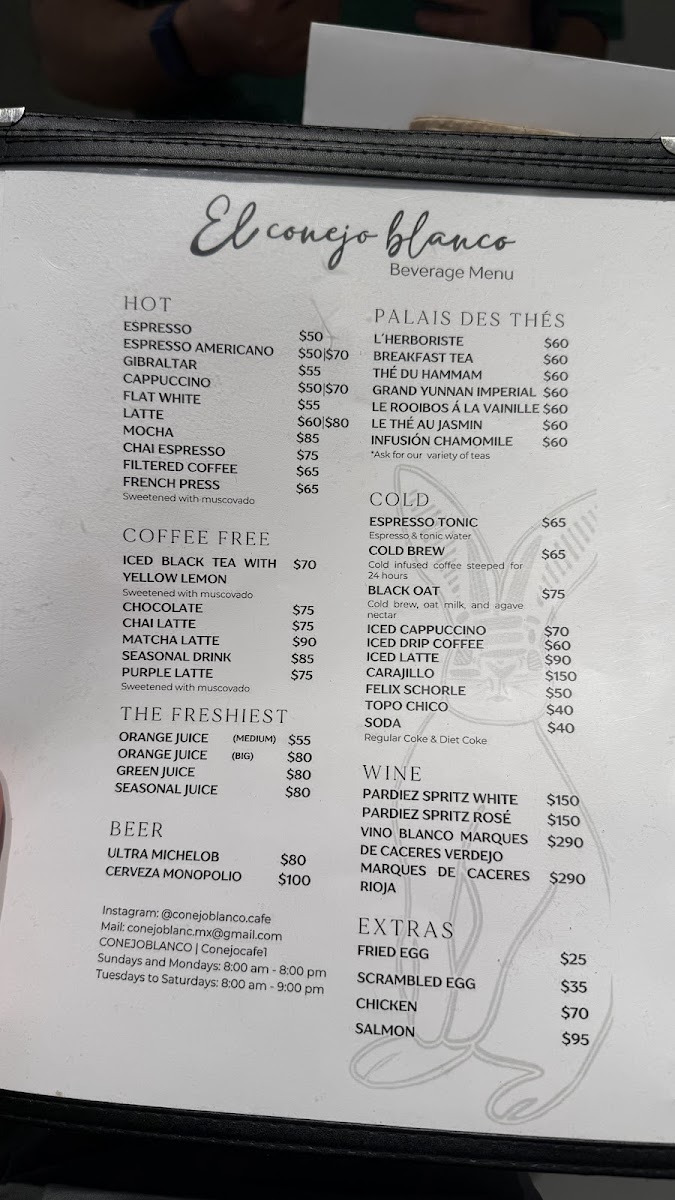 El conejo blanco
Beverage Menu
HOT
ESPRESSO $50
ESPRESSO AMERICANO $50|$70
GIBRALTAR $55
CAPPUCCINO $50|$70
FLAT WHITE $55
LATTE $60|$80
MOCHA $85
CHAI ESPRESSO $75
FILTERED COFFEE $65
FRENCH PRESS $65
Sweetened with muscovado
COFFEE FREE
ICED BLACK TEA WITH $70
YELLOW LEMON
Sweetened with muscovado
CHOCOLATE $75
CHAI LATTE $75
MATCHA LATTE $90
SEASONAL DRINK $85
PURPLE LATTE $75
Sweetened with muscovado
THE FRESHIEST
ORANGE JUICE (MEDIUM) $55
ORANGE JUICE (BIG) $80
GREEN JUICE $80
SEASONAL JUICE $80
BEER
ULTRA MICHELOB $80
CERVEZA MONOPOLIO $100
Instagram: @conejoblanco.cafe
Mail: conejoblanc.mx@gmail.com
CONEJOBLANCO | Conejocafe1
Sundays and Mondays: 8:00 am - 8:00 pm
Tuesdays to Saturdays: 8:00 am - 9:00 pm
PALAIS DES THÉS
L´HERBORISTE $60
BREAKFAST TEA $60
THÉ DU HAMMAM $60
GRAND YUNNAN IMPERIAL $60
LE ROOIBOS Á LA VAINILLE $60
LE THÉ AU JASMIN $60
INFUSIÓN CHAMOMILE $60
*Ask for our variety of teas
COLD
ESPRESSO TONIC $65
Espresso & tonic water
COLD BREW $65
Cold infused coffee steeped for
24 hours
BLACK OAT $75
Cold brew, oat milk, and agave
nectar
ICED CAPPUCCINO $70
ICED DRIP COFFEE $60
ICED LATTE $90
CARAJILLO $150
FELIX SCHORLE $50
TOPO CHICO $40
SODA $40
Regular Coke & Diet Coke
WINE
PARDIEZ SPRITZ WHITE $150
PARDIEZ SPRITZ ROSÉ $150
VINO BLANCO MARQUES $290
DE CACERES VERDEJO
MARQUES DE CACERES $290
RIOJA
EXTRAS
FRIED EGG $25
SCRAMBLED EGG $35
CHICKEN $70
SALMON $95